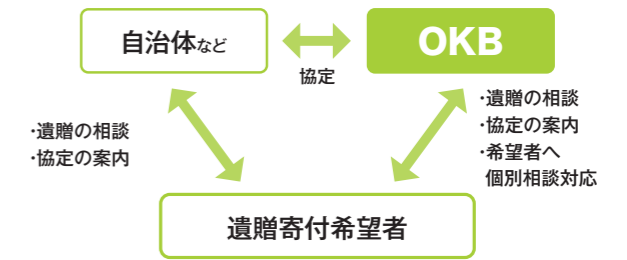 自治体など
OKB
協定
・遺贈の相談
・協定の案内
・遺贈の相談
・協定の案内
・希望者へ
個別相談対応
遺贈寄付希望者